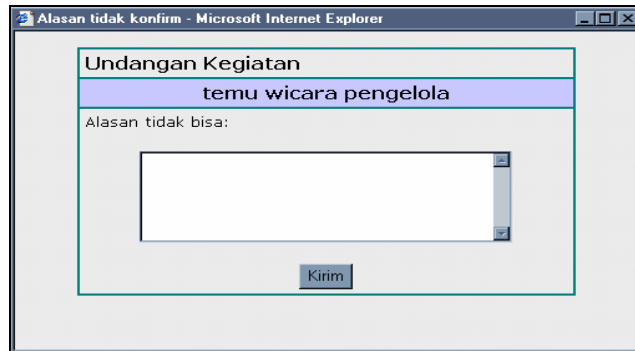 Alasan tidak konfirm - Microsoft Internet Explorer
Undangan Kegiatan
temu wicara pengelola
Alasan tidak bisa:
Kirim